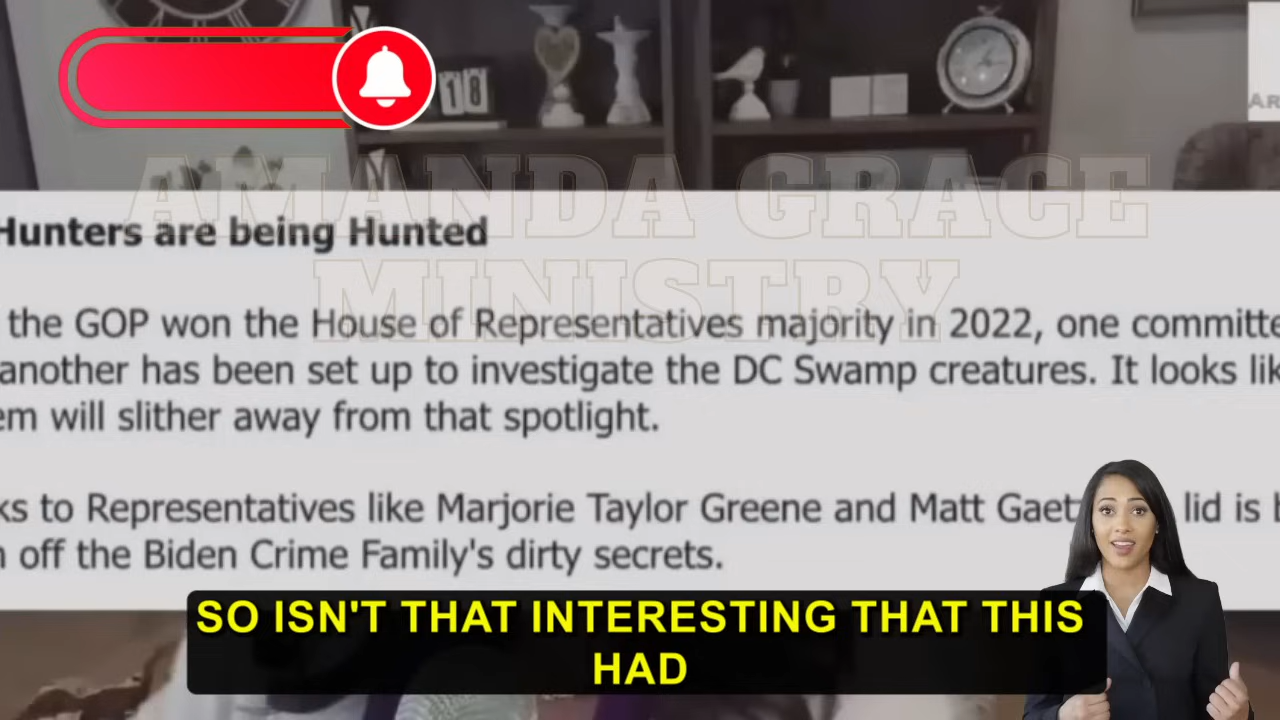 18
AR
AMANDA GRACE
MINISTRY
Hunters are being Hunted
the GOP won the House of Representatives majority in 2022, one committe
another has been set up to investigate the DC Swamp creatures. It looks lik
em will slither away from that spotlight.
ks to Representatives like Marjorie Taylor Greene and Matt Gaet lid is
off the Biden Crime Family's dirty secrets.
SO ISN'T THAT INTERESTING THAT THIS
HAD